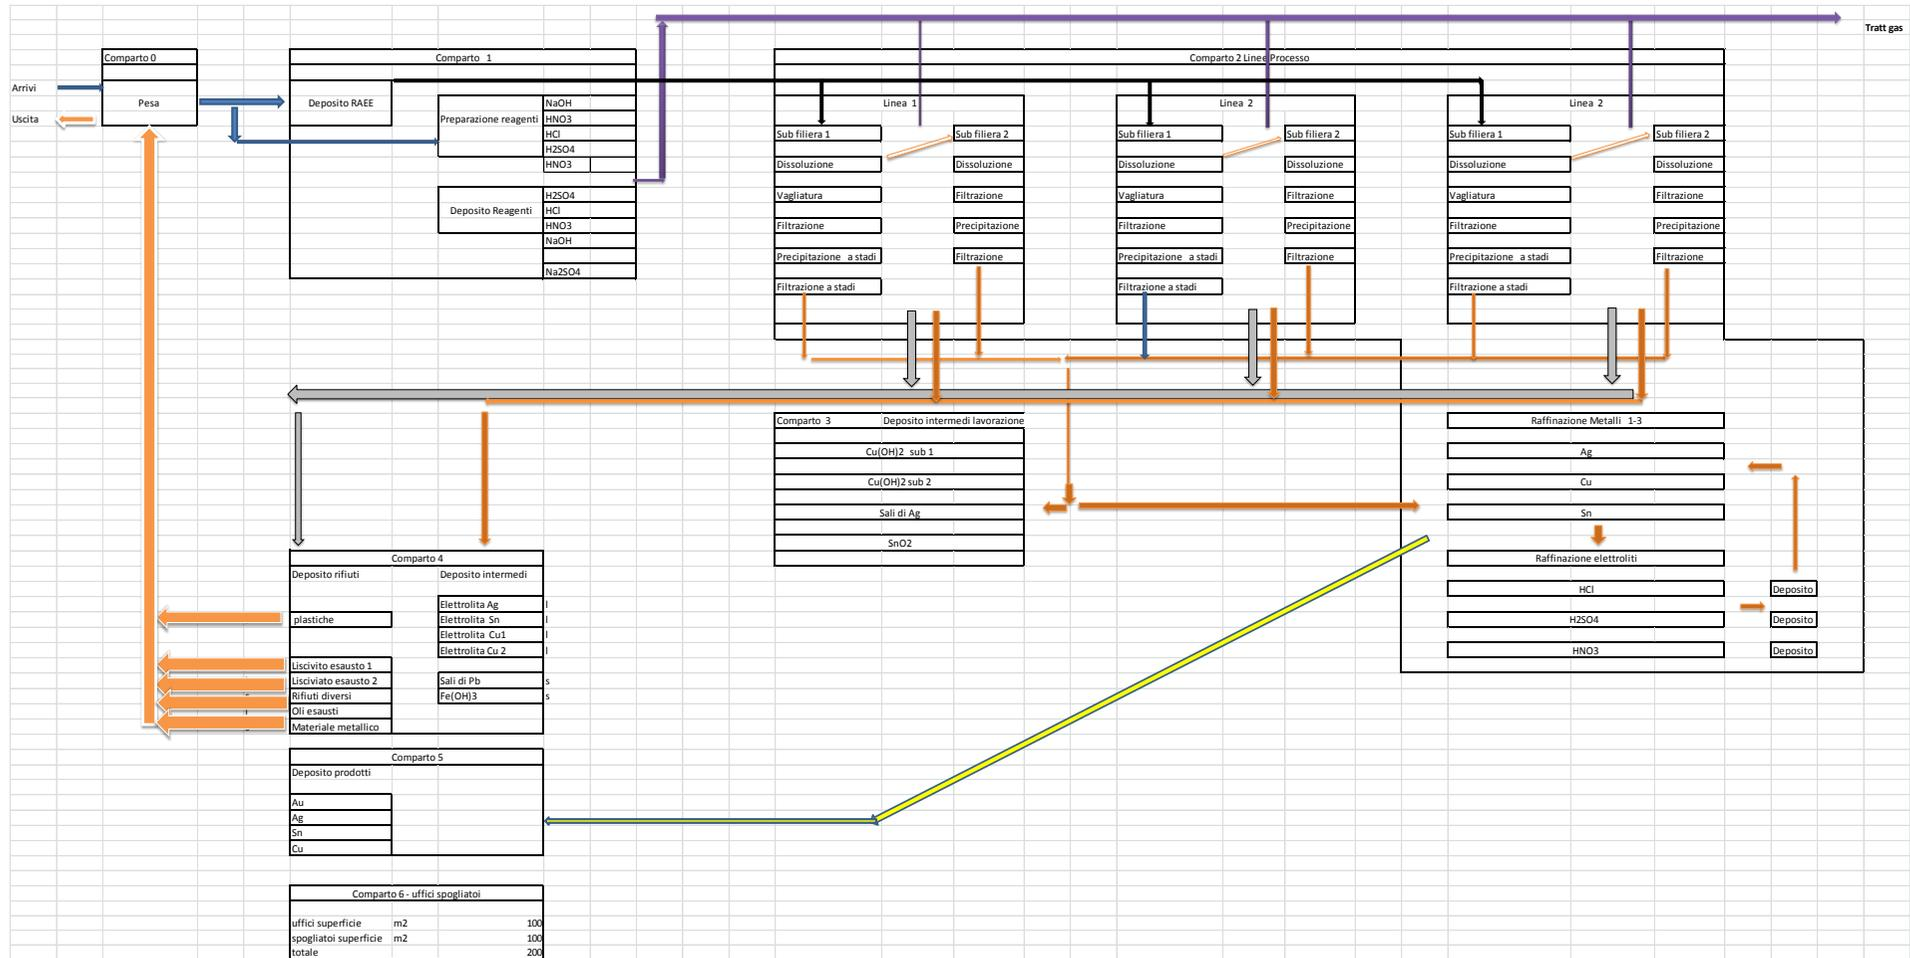 Tratt gas
Comparto 0
Comparto 1
Comparto 2 Linee Processo
Arrivi
Pesa
Uscita
Deposito RAEE
Preparazione reagenti
NaOH
HNO3
HCl
H2SO4
HNO3
Deposito Reagenti
H2SO4
HCl
HNO3
NaOH
Na2SO4
Linea 1
Sub filiera 1
Dissoluzione
Vagliatura
Filtrazione
Precipitazione a stadi
Filtrazione a stadi
Sub filiera 2
Dissoluzione
Filtrazione
Precipitazione
Filtrazione
Linea 2
Sub filiera 1
Dissoluzione
Vagliatura
Filtrazione
Precipitazione a stadi
Filtrazione a stadi
Sub filiera 2
Dissoluzione
Filtrazione
Precipitazione
Filtrazione
Linea 2
Sub filiera 1
Dissoluzione
Vagliatura
Filtrazione
Precipitazione a stadi
Filtrazione a stadi
Sub filiera 2
Dissoluzione
Filtrazione
Precipitazione
Filtrazione
Comparto 3 Deposito intermedi lavorazione
Cu(OH)2 sub 1
Cu(OH)2 sub 2
Sali di Ag
SnO2
Raffinazione Metalli 1-3
Ag
Cu
Sn
Raffinazione elettroliti
HCl Deposito
H2SO4 Deposito
HNO3 Deposito
Comparto 4
Deposito rifiuti Deposito intermedi
Elettrolita Ag l
plastiche Elettrolita Sn l
Elettrolita Cu1 l
Elettrolita Cu 2 l
Liscivito esausto 1
Lisciviato esausto 2 Sali di Pb s
Rifiuti diversi Fe(OH)3 s
Oli esausti
Materiale metallico
Comparto 5
Deposito prodotti
Au
Ag
Sn
Cu
Comparto 6 - uffici spogliatoi
uffici superficie m2 100
spogliatoi superficie m2 100
totale 200